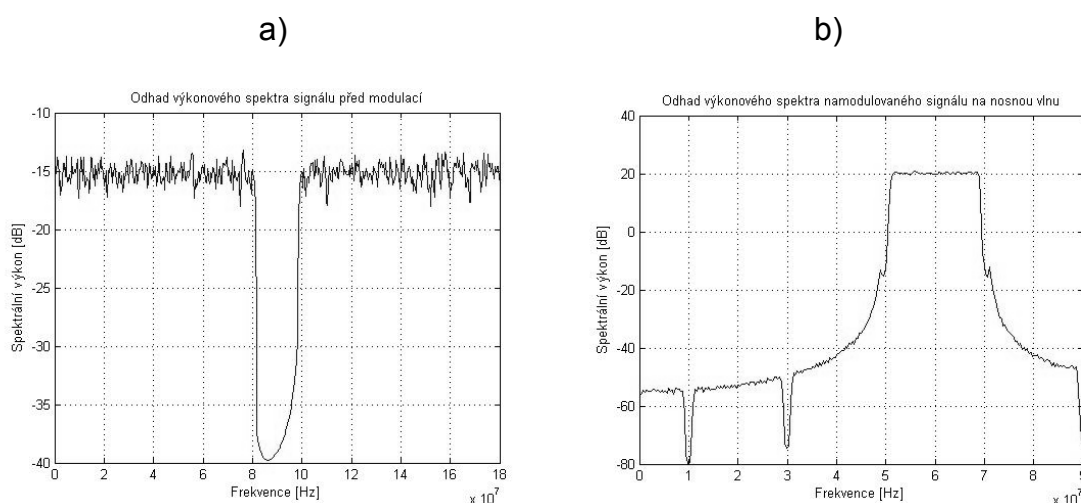 a)
b)
Odhad výkonového spektra signálu před modulací
-10
-15
-20
-25
-30
-35
-40
Spektrální výkon [dB]
0 2 4 6 8 10 12 14 16 18
Frekvence [Hz]
x 10^7
Odhad výkonového spektra namodulovaného signálu na nosnou vlnu
40
20
0
-20
-40
-60
-80
Spektrální výkon [dB]
0 1 2 3 4 5 6 7 8 9
Frekvence [Hz]
x 10^7